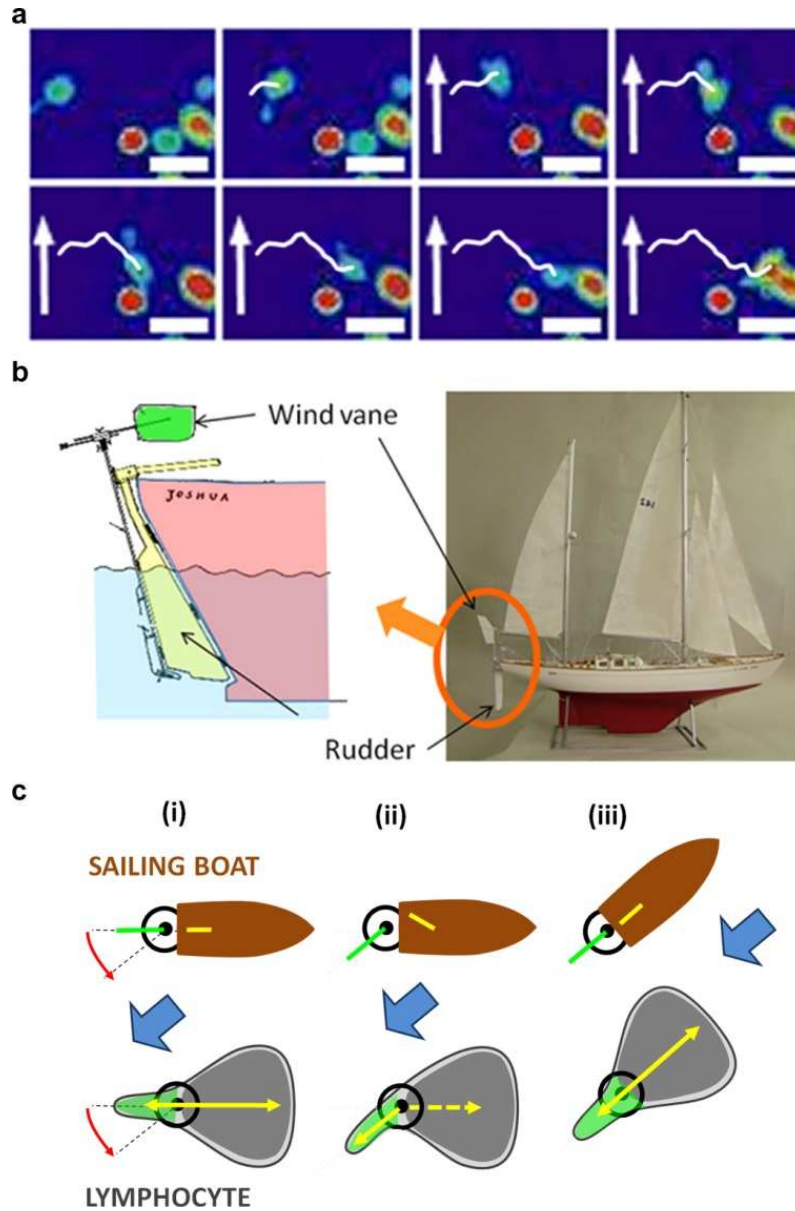 a
b
Wind vane
JOSHUA
Rudder
c
(i) (ii) (iii)
SAILING BOAT
LYMPHOCYTE